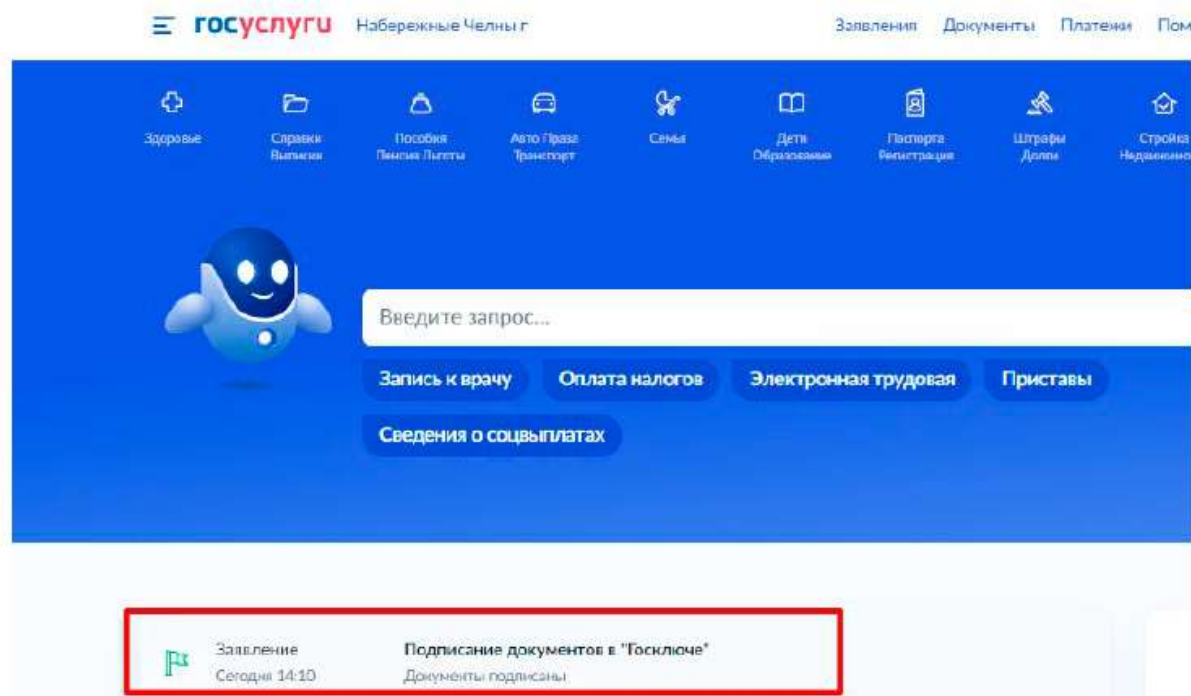 госуслуги Набережные Челны г Заявления Документы Платежи Пом
Здоровье Справки Пособия Авто Права Семья Дети Паспорта Штрафы Стройка
Выписки Пенсия Льготы Транспорт Образование Регистрация Долги Недвижимо
Введите запрос...
Запись к врачу Оплата налогов Электронная трудовая Приставы
Сведения о соцвыплатах
Заявление Подписание документов в "Госключе"
Сегодня 14:10 Документы подписаны